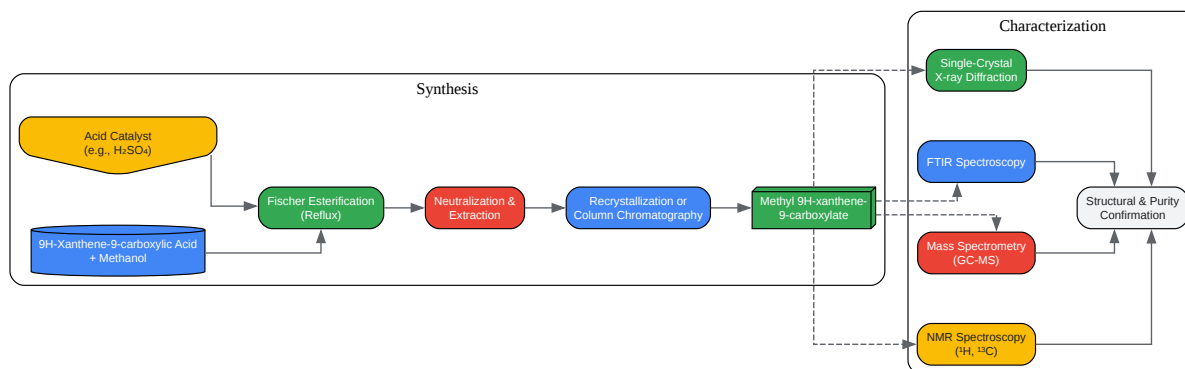 Synthesis
Acid Catalyst
(e.g., H₂SO₄)
9H-Xanthene-9-carboxylic Acid
+ Methanol
Fischer Esterification
(Reflux)
Neutralization &
Extraction
Recrystallization or
Column Chromatography
Methyl 9H-xanthene-
9-carboxylate
Characterization
Single-Crystal
X-ray Diffraction
FTIR Spectroscopy
Mass Spectrometry
(GC-MS)
NMR Spectroscopy
(¹H, ¹³C)
Structural & Purity
Confirmation